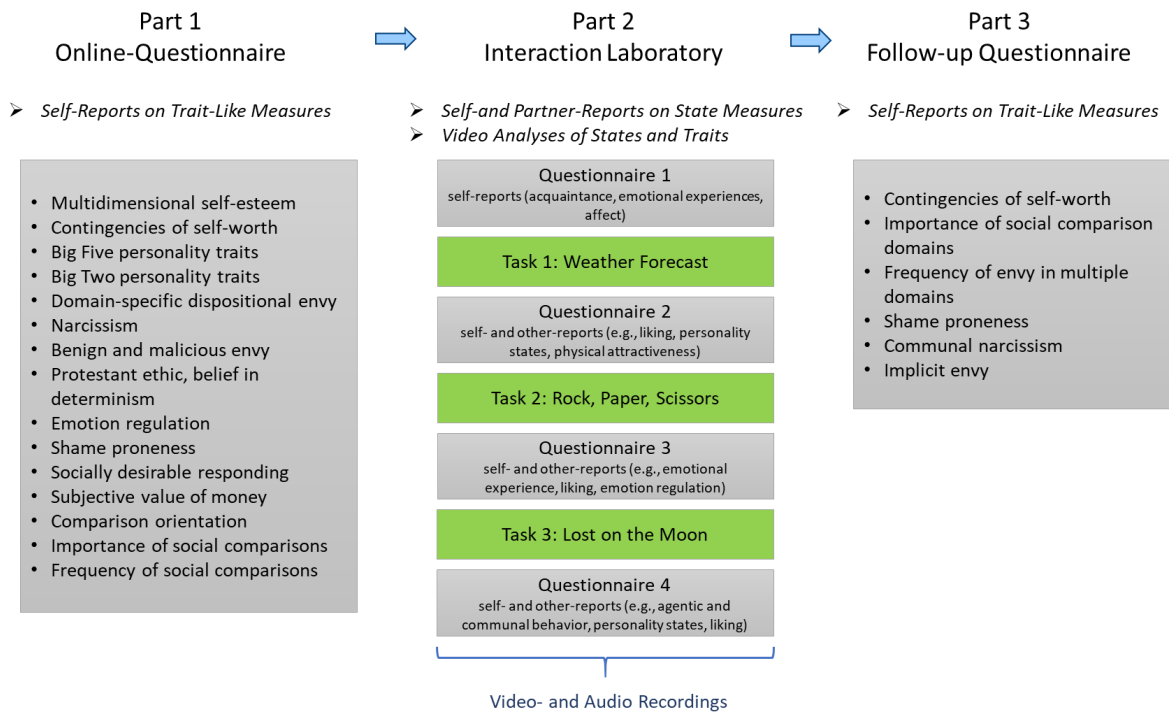 Part 1
Online-Questionnaire
Self-Reports on Trait-Like Measures
• Multidimensional self-esteem
• Contingencies of self-worth
• Big Five personality traits
• Big Two personality traits
• Domain-specific dispositional envy
• Narcissism
• Benign and malicious envy
• Protestant ethic, belief in
determinism
• Emotion regulation
• Shame proneness
• Socially desirable responding
• Subjective value of money
• Comparison orientation
• Importance of social comparisons
• Frequency of social comparisons
Part 2
Interaction Laboratory
Self-and Partner-Reports on State Measures
Video Analyses of States and Traits
Questionnaire 1
self-reports (acquaintance, emotional experiences,
affect)
Task 1: Weather Forecast
Questionnaire 2
self- and other-reports (e.g., liking, personality
states, physical attractiveness)
Task 2: Rock, Paper, Scissors
Questionnaire 3
self- and other-reports (e.g., emotional
experience, liking, emotion regulation)
Task 3: Lost on the Moon
Questionnaire 4
self- and other-reports (e.g., agentic and
communal behavior, personality states, liking)
Video- and Audio Recordings
Part 3
Follow-up Questionnaire
Self-Reports on Trait-Like Measures
• Contingencies of self-worth
• Importance of social comparison
domains
• Frequency of envy in multiple
domains
• Shame proneness
• Communal narcissism
• Implicit envy